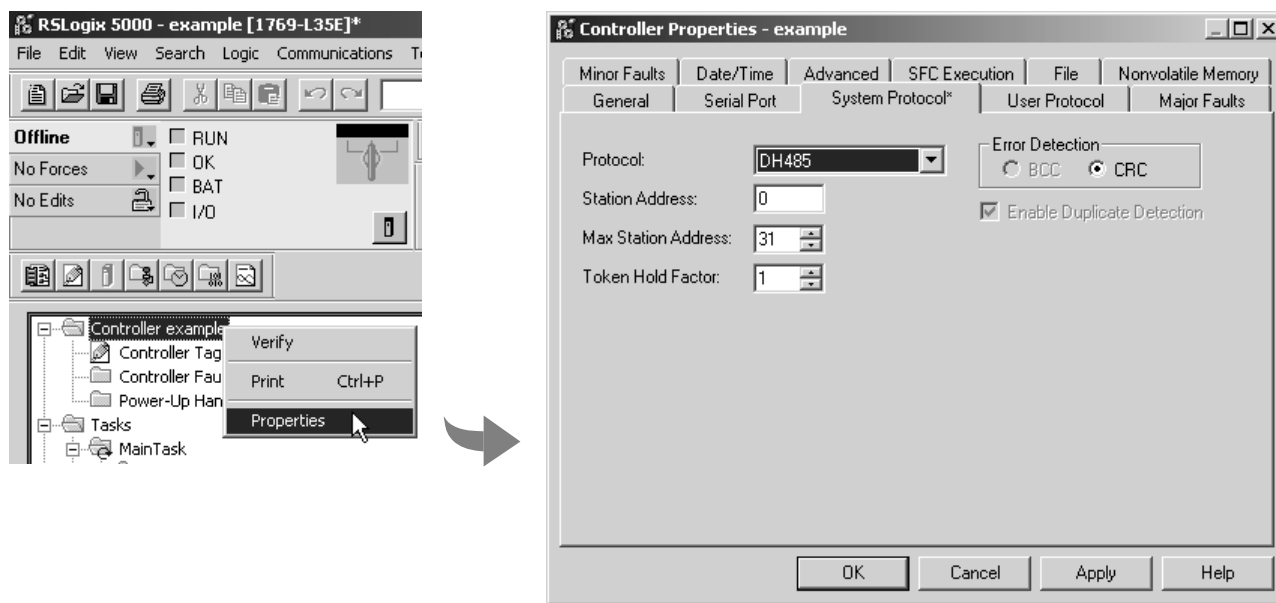 RSLogix 5000 - example [1769-L35E]*
File Edit View Search Logic Communications T
Offline
RUN
No Forces
OK
BAT
No Edits
I/O
Controller example
Controller Tag
Controller Fau
Power-Up Han
Tasks
MainTask
Verify
Print Ctrl+P
Properties
Controller Properties - example
Minor Faults Date/Time Advanced SFC Execution File Nonvolatile Memory
General Serial Port System Protocol* User Protocol Major Faults
Protocol: DH485
Station Address: 0
Max Station Address: 31
Token Hold Factor: 1
Error Detection
BCC CRC
Enable Duplicate Detection
OK Cancel Apply Help